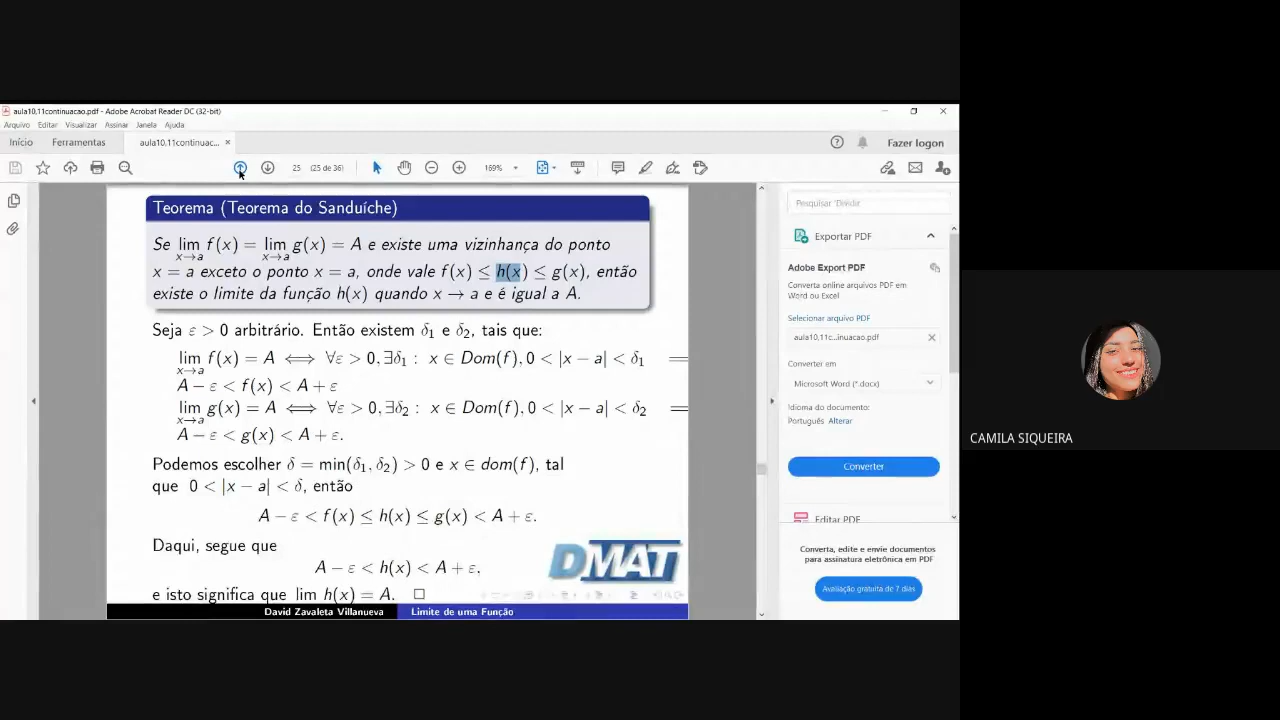 aula10,11continuacao.pdf - Adobe Acrobat Reader DC (32-bit)
Arquivo Editar Visualizar Assinar Janela Ajuda
Início Ferramentas aula10,11continuac... × Fazer logon
25 (25 de 36) 169%
Teorema (Teorema do Sanduíche)
Se lim x→a f(x) = lim x→a g(x) = A e existe uma vizinhança do ponto
x = a exceto o ponto x = a, onde vale f(x) ≤ h(x) ≤ g(x), então
existe o limite da função h(x) quando x → a e é igual a A.
Seja ε > 0 arbitrário. Então existem δ₁ e δ₂, tais que:
lim x→a f(x) = A ⟺ ∀ε > 0, ∃δ₁ : x ∈ Dom(f), 0 < |x − a| < δ₁ =
A − ε < f(x) < A + ε
lim x→a g(x) = A ⟺ ∀ε > 0, ∃δ₂ : x ∈ Dom(f), 0 < |x − a| < δ₂ =
A − ε < g(x) < A + ε.
Podemos escolher δ = min(δ₁, δ₂) > 0 e x ∈ dom(f), tal
que 0 < |x − a| < δ, então
A − ε < f(x) ≤ h(x) ≤ g(x) < A + ε.
Daqui, segue que
A − ε < h(x) < A + ε,
e isto significa que lim h(x) = A. □
DMAT
David Zavaleta Villanueva Limite de uma Função
Pesquisar 'Dividir'
Exportar PDF
Adobe Export PDF
Converta online arquivos PDF em
Word ou Excel
Selecionar arquivo PDF
aula10,11c...inuacao.pdf
Converter em
Microsoft Word (*.docx)
Idioma do documento:
Português Alterar
Converter
Editar PDF
Converta, edite e envie documentos
para assinatura eletrônica em PDF
Avaliação gratuita de 7 dias
CAMILA SIQUEIRA